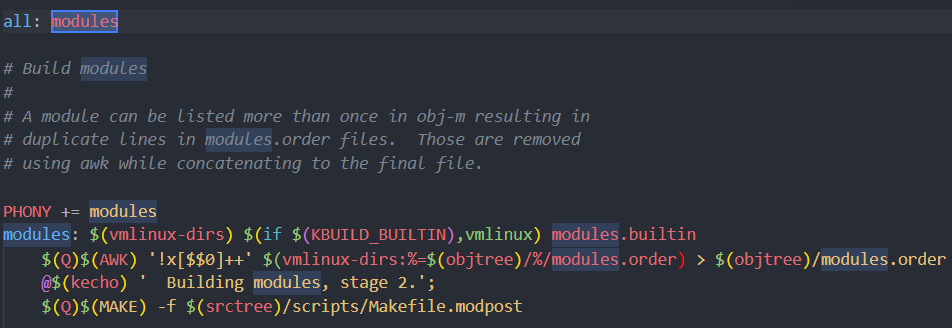 all: modules
# Build modules
#
# A module can be listed more than once in obj-m resulting in
# duplicate lines in modules.order files.  Those are removed
# using awk while concatenating to the final file.
PHONY += modules
modules: $(vmlinux-dirs) $(if $(KBUILD_BUILTIN),vmlinux) modules.builtin
	$(Q)$(AWK) '!x[$$0]++' $(vmlinux-dirs:%=$(objtree)/%/modules.order) > $(objtree)/modules.order
	@$(kecho) '  Building modules, stage 2.';
	$(Q)$(MAKE) -f $(srctree)/scripts/Makefile.modpost